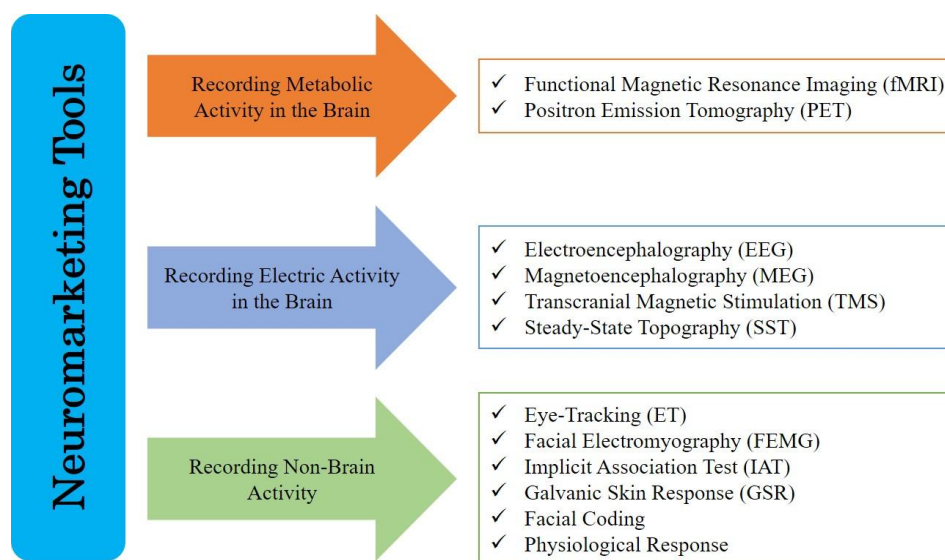 Neuromarketing Tools
Recording Metabolic
Activity in the Brain
✓ Functional Magnetic Resonance Imaging (fMRI)
✓ Positron Emission Tomography (PET)
Recording Electric Activity
in the Brain
✓ Electroencephalography (EEG)
✓ Magnetoencephalography (MEG)
✓ Transcranial Magnetic Stimulation (TMS)
✓ Steady-State Topography (SST)
Recording Non-Brain
Activity
✓ Eye-Tracking (ET)
✓ Facial Electromyography (FEMG)
✓ Implicit Association Test (IAT)
✓ Galvanic Skin Response (GSR)
✓ Facial Coding
✓ Physiological Response